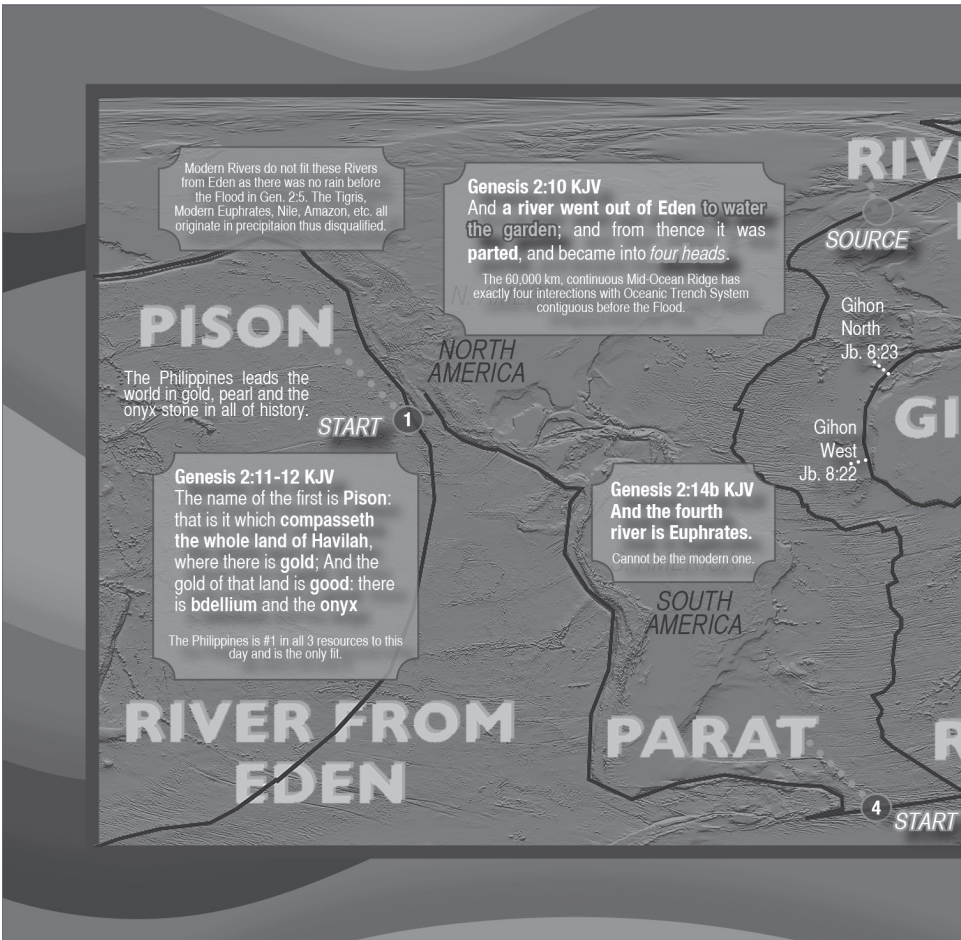 Modern Rivers do not fit these Rivers
from Eden as there was no rain before
the Flood in Gen. 2:5. The Tigris,
Modern Euphrates, Nile, Amazon, etc. all
originate in precipitaion thus disqualified.
Genesis 2:10 KJV
And a river went out of Eden to water
the garden; and from thence it was
parted, and became into four heads.
The 60,000 km, continuous Mid-Ocean Ridge has
exactly four interections with Oceanic Trench System
contiguous before the Flood.
RIV
SOURCE
Gihon
North
Jb. 8:23
PISON
The Philippines leads the
world in gold, pearl and the
onyx stone in all of history.
START 1
NORTH
AMERICA
GI
Gihon
West
Jb. 8:22
Genesis 2:11-12 KJV
The name of the first is Pison:
that is it which compasseth
the whole land of Havilah,
where there is gold; And the
gold of that land is good: there
is bdellium and the onyx
The Philippines is #1 in all 3 resources to this
day and is the only fit.
Genesis 2:14b KJV
And the fourth
river is Euphrates.
Cannot be the modern one.
SOUTH
AMERICA
RIVER FROM
EDEN
PARAT
R
4 START